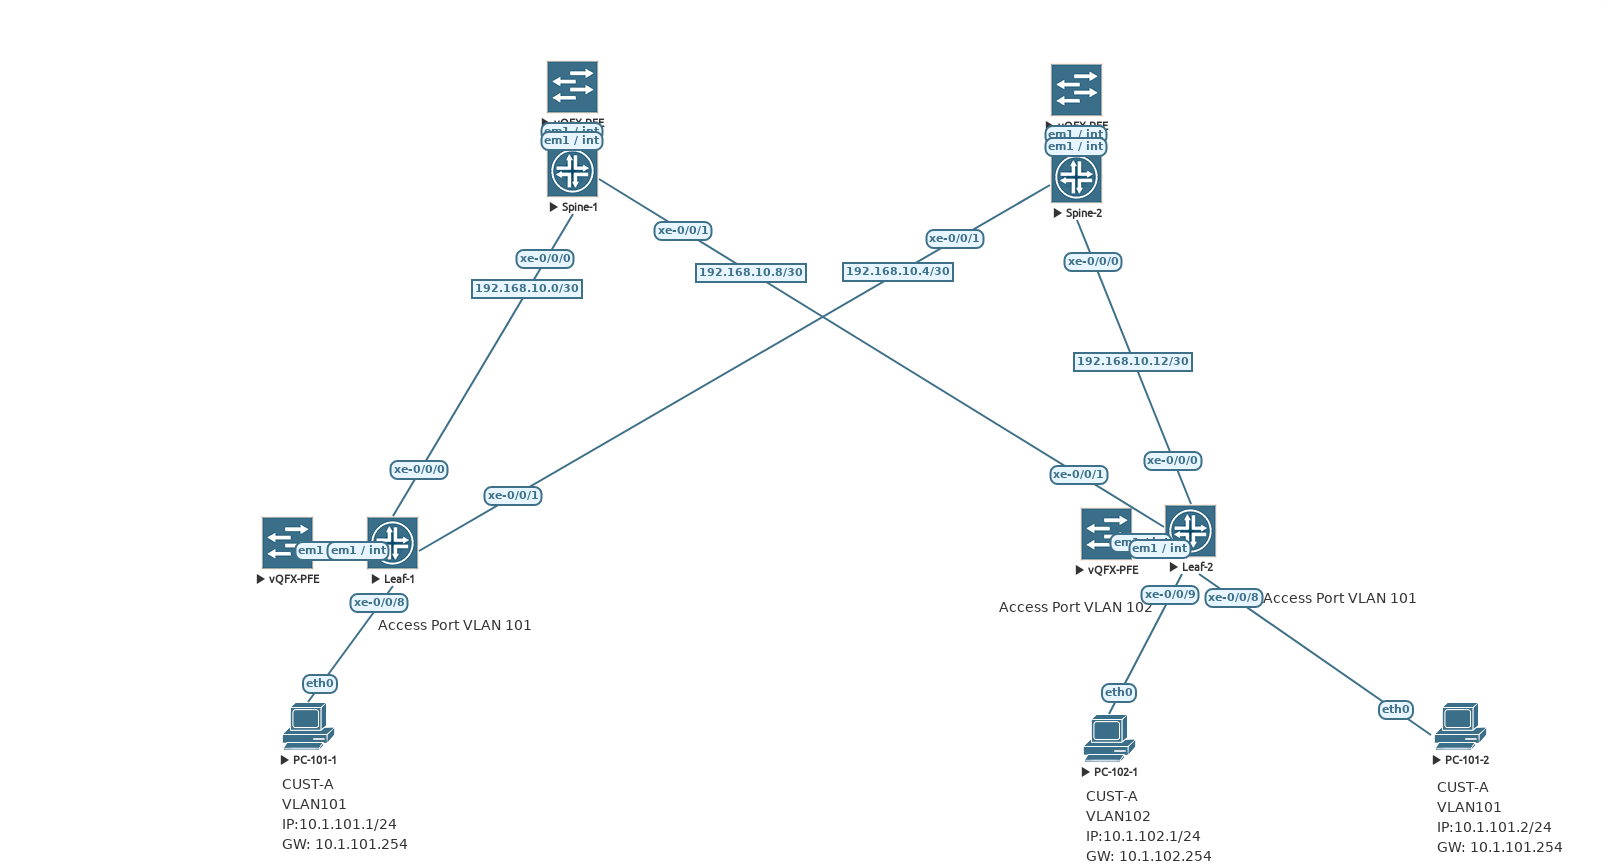 vQFX-PFE
vQFX-PFE
em1 / int
em1 / int
em1 / int
em1 / int
Spine-1
Spine-2
xe-0/0/1
xe-0/0/1
xe-0/0/0
xe-0/0/0
192.168.10.8/30
192.168.10.4/30
192.168.10.0/30
192.168.10.12/30
xe-0/0/0
xe-0/0/0
xe-0/0/1
xe-0/0/1
em1
em1 / int
em1 / int
vQFX-PFE
Leaf-1
vQFX-PFE
Leaf-2
xe-0/0/8
Access Port VLAN 101
Access Port VLAN 102
xe-0/0/9
xe-0/0/8
Access Port VLAN 101
eth0
eth0
eth0
PC-101-1
CUST-A
VLAN101
IP:10.1.101.1/24
GW: 10.1.101.254
PC-102-1
CUST-A
VLAN102
IP:10.1.102.1/24
GW: 10.1.102.254
PC-101-2
CUST-A
VLAN101
IP:10.1.101.2/24
GW: 10.1.101.254